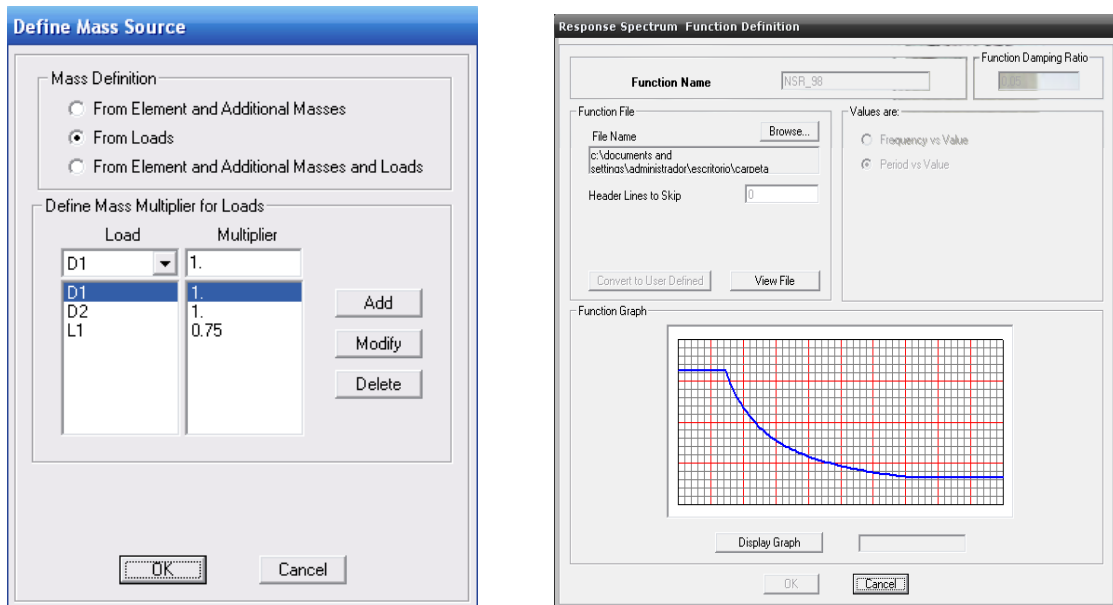 Define Mass Source
Mass Definition
From Element and Additional Masses
From Loads
From Element and Additional Masses and Loads
Define Mass Multiplier for Loads
Load Multiplier
D1 1.
D1 1.
D2 1.
L1 0.75
Add
Modify
Delete
OK Cancel
Response Spectrum Function Definition
Function Name NSR_98
Function Damping Ratio
0.05
Function File
File Name Browse...
c:\documents and
settings\administrador\escritorio\carpeta
Header Lines to Skip 0
Convert to User Defined View File
Values are:
Frequency vs Value
Period vs Value
Function Graph
Display Graph
OK Cancel